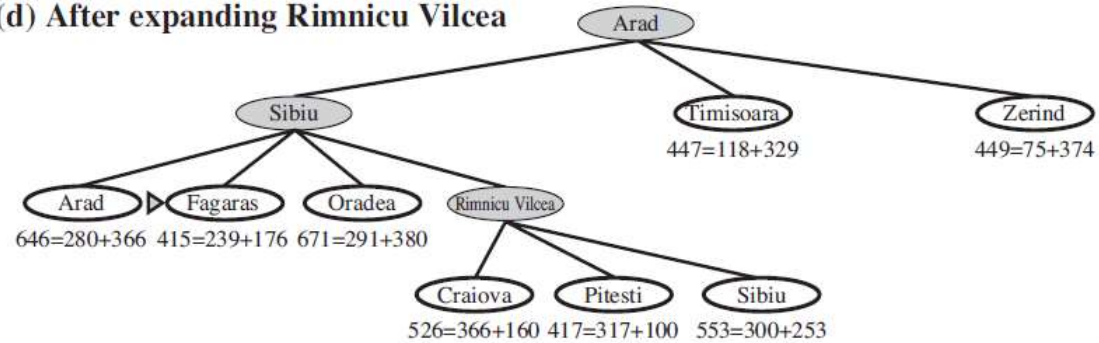 (d) After expanding Rimnicu Vilcea
Arad
Sibiu
Timisoara
Zerind
447=118+329
449=75+374
Arad
Fagaras
Oradea
Rimnicu Vilcea
646=280+366 415=239+176 671=291+380
Craiova
Pitesti
Sibiu
526=366+160 417=317+100 553=300+253